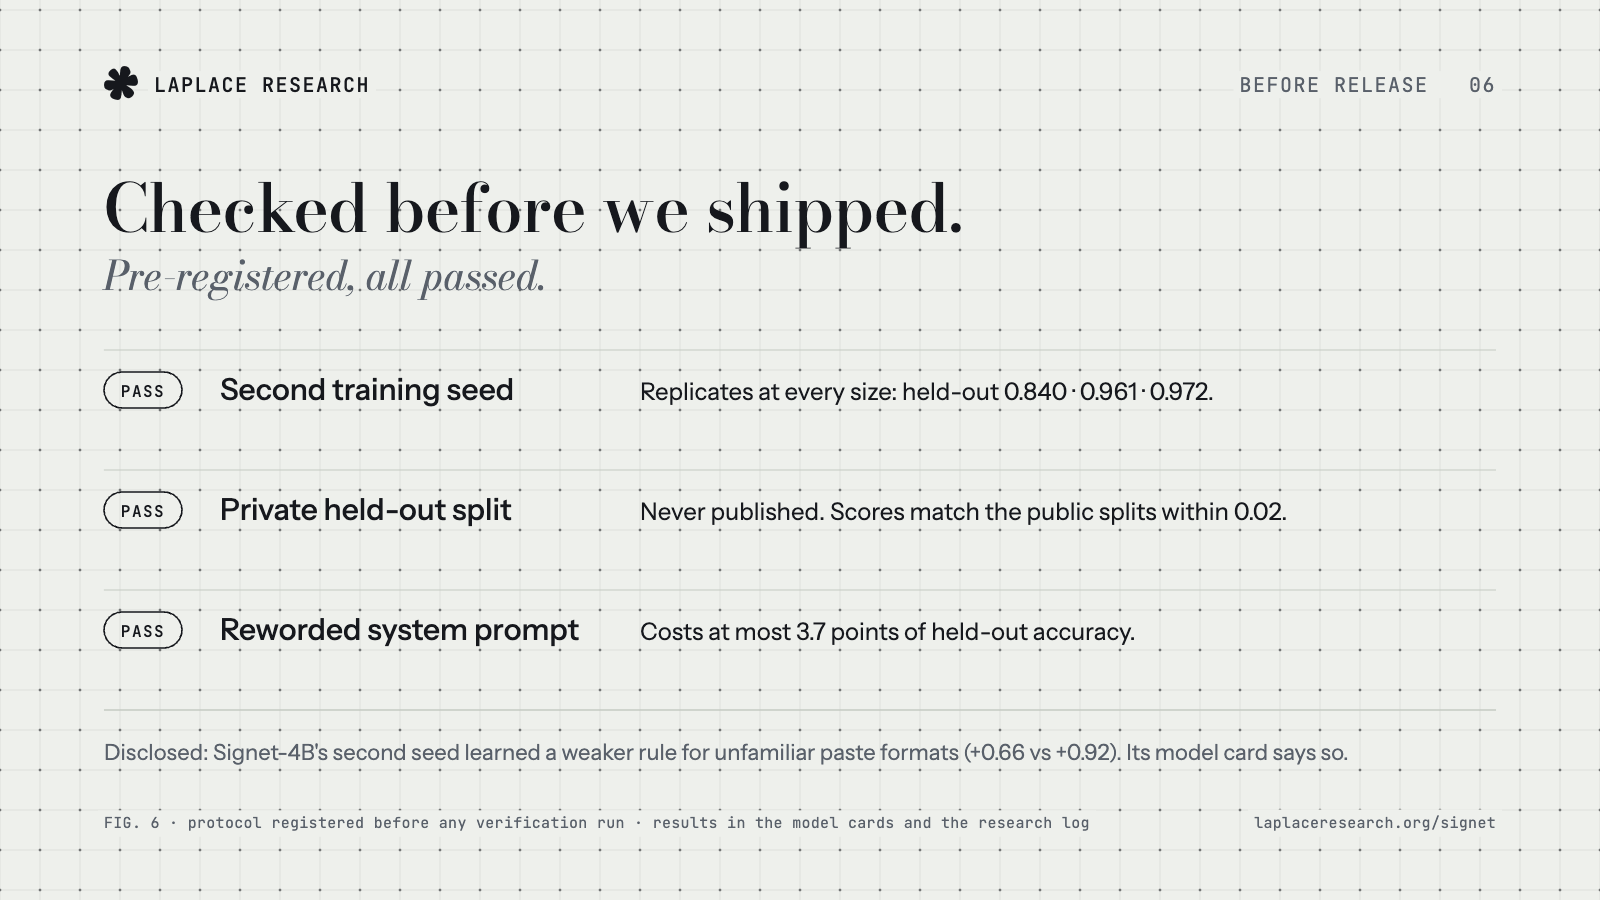 LAPLACE RESEARCH
BEFORE RELEASE 06
Checked before we shipped.
Pre-registered, all passed.
PASS Second training seed Replicates at every size: held-out 0.840 · 0.961 · 0.972.
PASS Private held-out split Never published. Scores match the public splits within 0.02.
PASS Reworded system prompt Costs at most 3.7 points of held-out accuracy.
Disclosed: Signet-4B's second seed learned a weaker rule for unfamiliar paste formats (+0.66 vs +0.92). Its model card says so.
FIG. 6 · protocol registered before any verification run · results in the model cards and the research log
laplaceresearch.org/signet